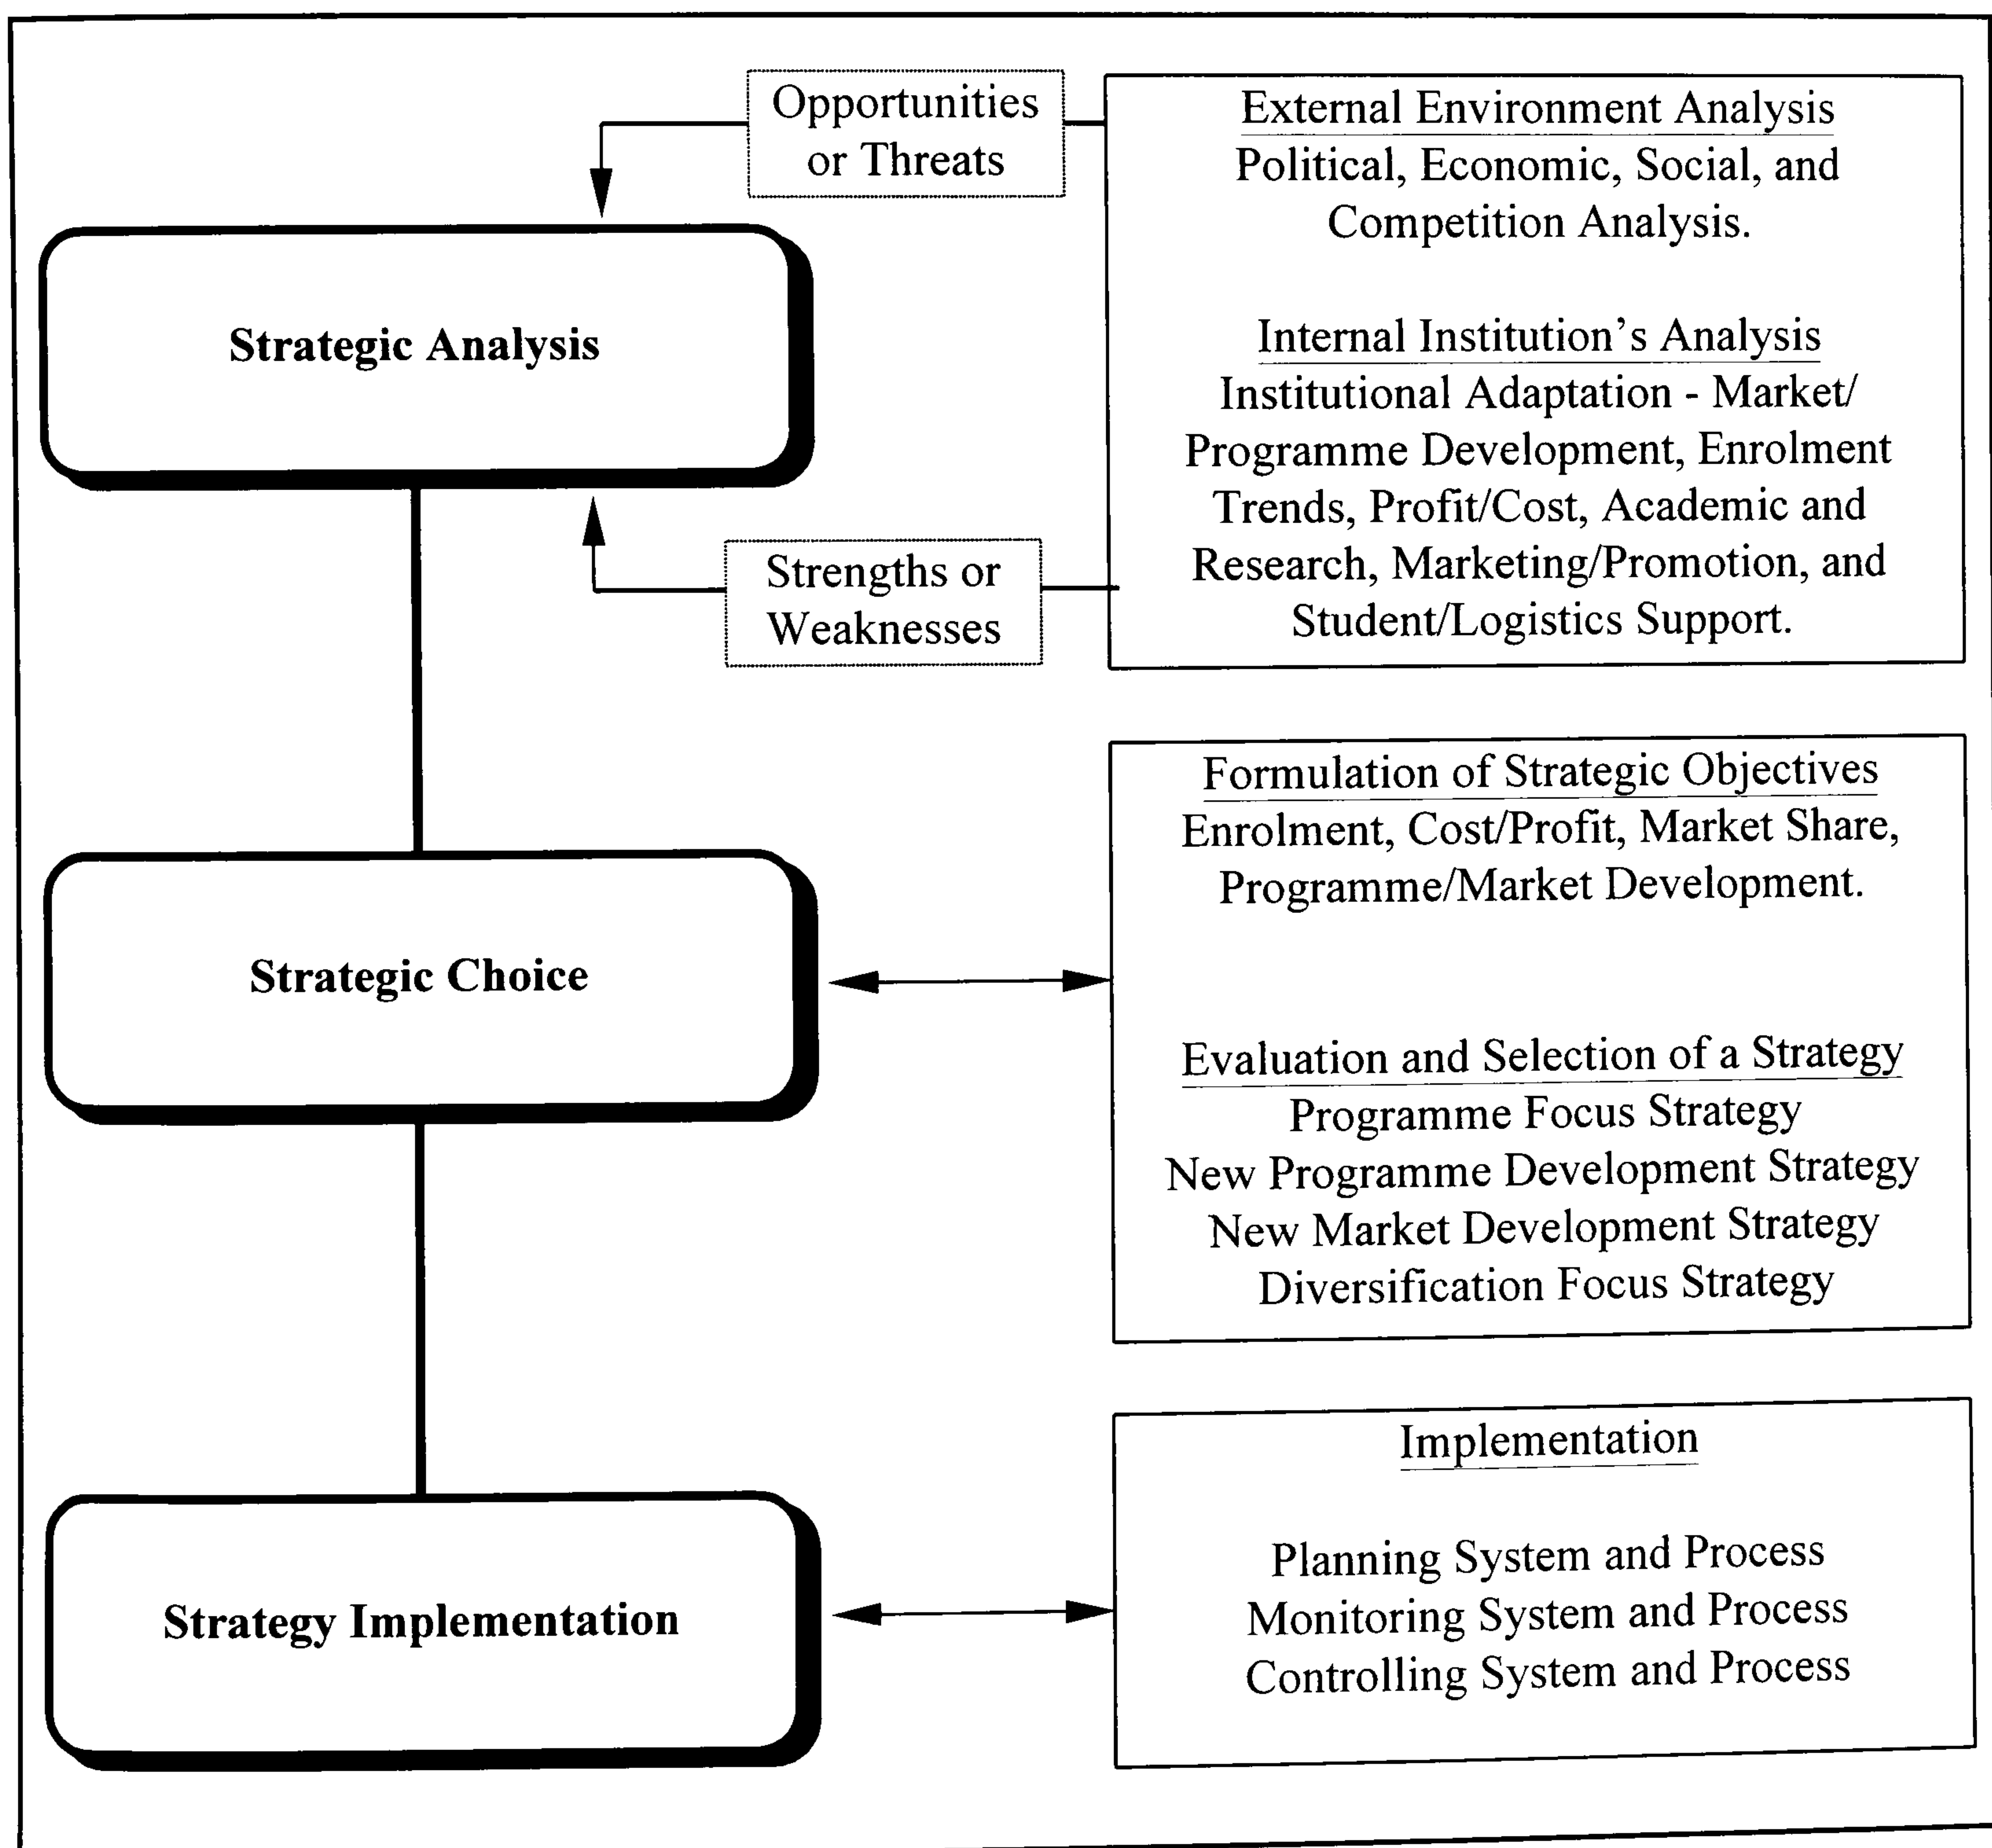 Opportunities
or Threats
External Environment Analysis
Political, Economic, Social, and
Competition Analysis.
Strategic Analysis
Internal Institution’s Analysis
Institutional Adaptation - Market/
Programme Development, Enrolment
Trends, Profit/Cost, Academic and
Research, Marketing/Promotion, and
Student/Logistics Support.
Strengths or
Weaknesses
Formulation of Strategic Objectives
Enrolment, Cost/Profit, Market Share,
Programme/Market Development.
Strategic Choice
Evaluation and Selection of a Strategy
Programme Focus Strategy
New Programme Development Strategy
New Market Development Strategy
Diversification Focus Strategy
Implementation
Planning System and Process
Monitoring System and Process
Controlling System and Process
Strategy Implementation